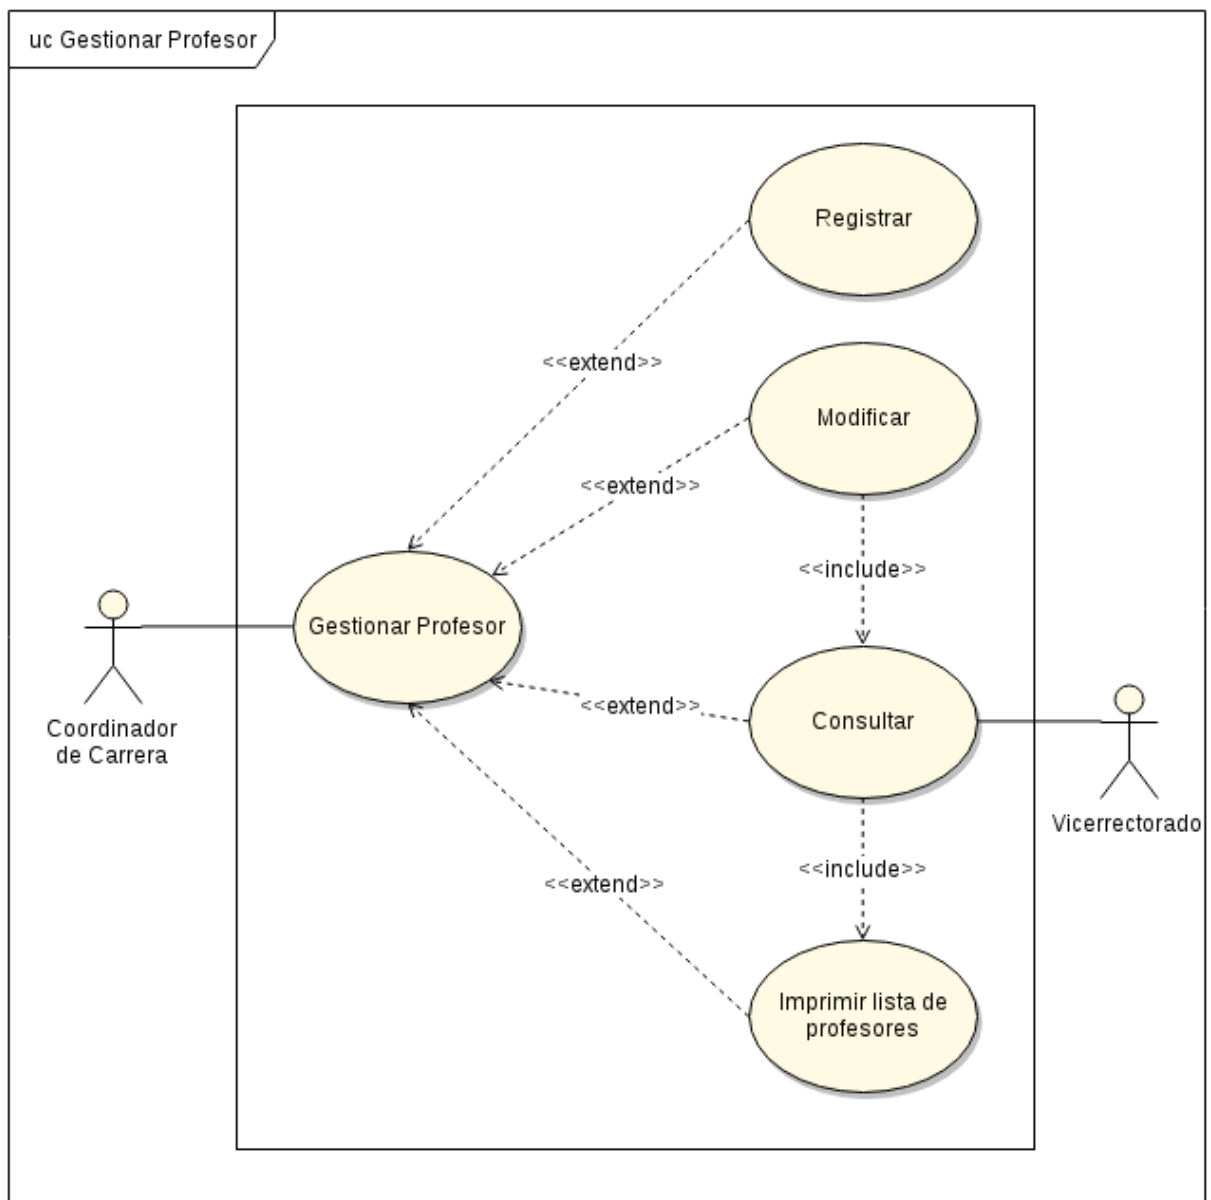 uc Gestionar Profesor
Registrar
<<extend>>
Modificar
<<extend>>
<<include>>
Gestionar Profesor
Coordinador
de Carrera
<<extend>>
Consultar
Vicerrectorado
<<include>>
<<extend>>
Imprimir lista de
profesores